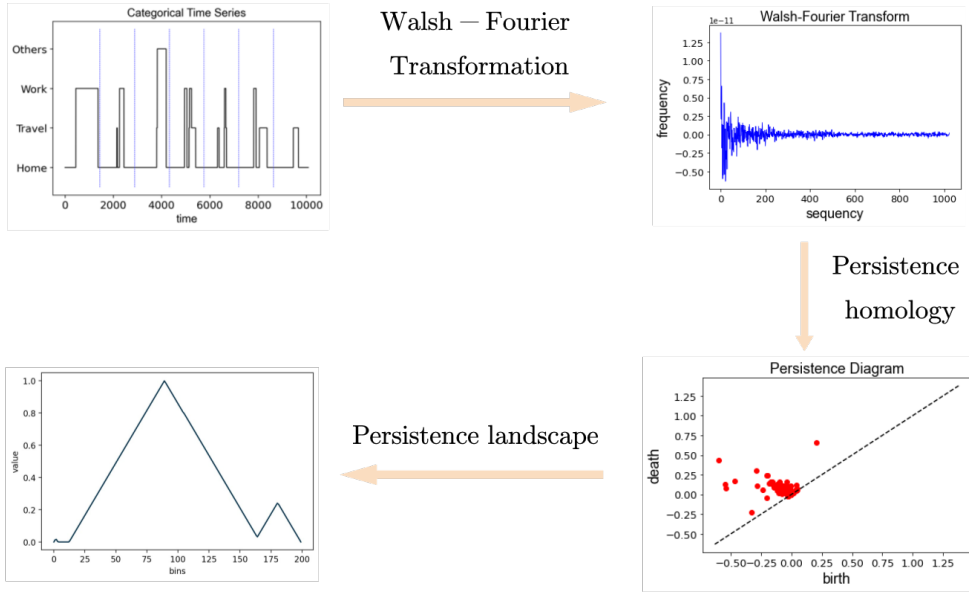 Categorical Time Series
Others
Work
Travel
Home
0 2000 4000 6000 8000 10000
time
Walsh – Fourier
Transformation
Walsh-Fourier Transform
1e−11
1.25
1.00
0.75
0.50
0.25
0.00
−0.25
−0.50
frequency
0 200 400 600 800 1000
sequency
Persistence
homology
Persistence Diagram
1.25
1.00
0.75
0.50
0.25
0.00
−0.25
−0.50
death
−0.50 −0.25 0.00 0.25 0.50 0.75 1.00 1.25
birth
Persistence landscape
1.0
0.8
0.6
0.4
0.2
0.0
value
0 25 50 75 100 125 150 175 200
bins